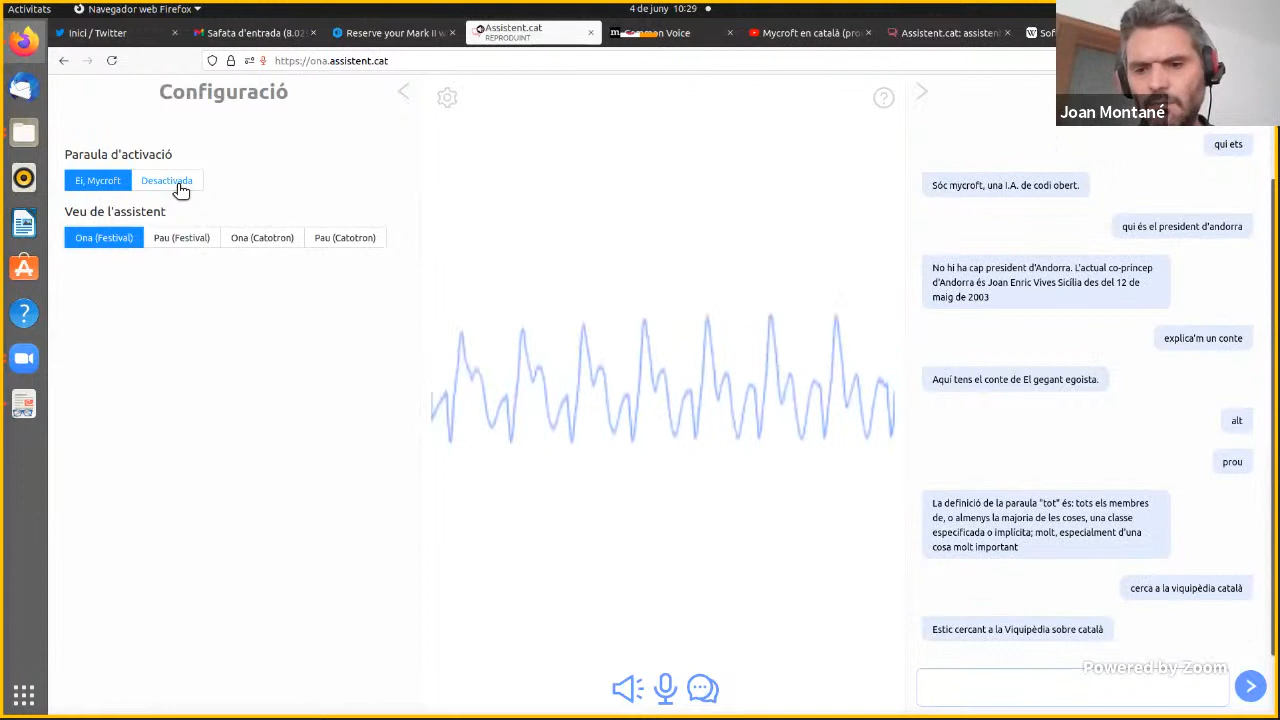 Activitats
Navegador web Firefox
4 de juny 10:29
Inici / Twitter
Safata d'entrada (8.02
Reserve your Mark II w
Assistent.cat
REPRODUINT
Common Voice
Mycroft en català (pro
Assistent.cat: assisten
Sof
https://ona.assistent.cat
Joan Montané
Configuració
Paraula d'activació
Ei, Mycroft
Desactivada
Veu de l'assistent
Ona (Festival)
Pau (Festival)
Ona (Catotron)
Pau (Catotron)
qui ets
Sóc mycroft, una I.A. de codi obert.
qui és el president d'andorra
No hi ha cap president d'Andorra. L'actual co-príncep
d'Andorra és Joan Enric Vives Sicília des del 12 de
maig de 2003
explica'm un conte
Aquí tens el conte de El gegant egoista.
alt
prou
La definició de la paraula "tot" és: tots els membres
de, o almenys la majoria de les coses, una classe
especificada o implícita; molt, especialment d'una
cosa molt important
cerca a la viquipèdia català
Estic cercant a la Viquipèdia sobre català
Powered by Zoom